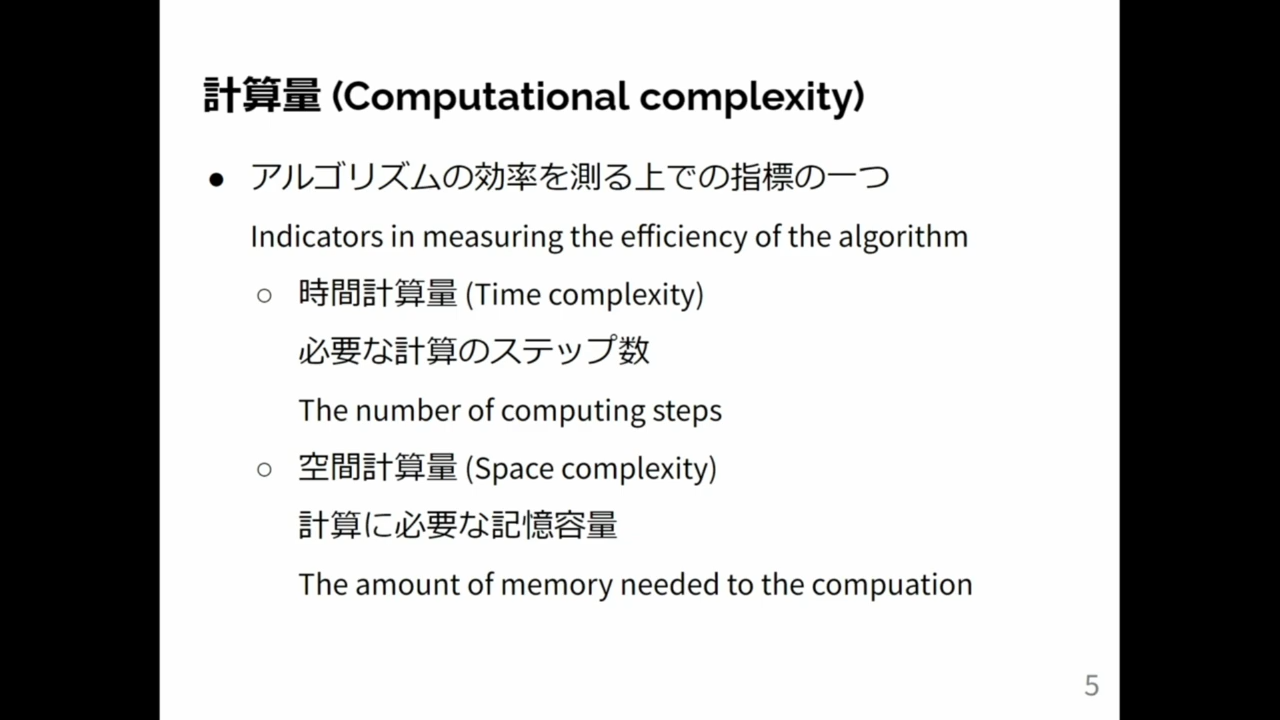 計算量 (Computational complexity)
● アルゴリズムの効率を測る上での指標の一つ
Indicators in measuring the efficiency of the algorithm
○ 時間計算量 (Time complexity)
必要な計算のステップ数
The number of computing steps
○ 空間計算量 (Space complexity)
計算に必要な記憶容量
The amount of memory needed to the compuation
5